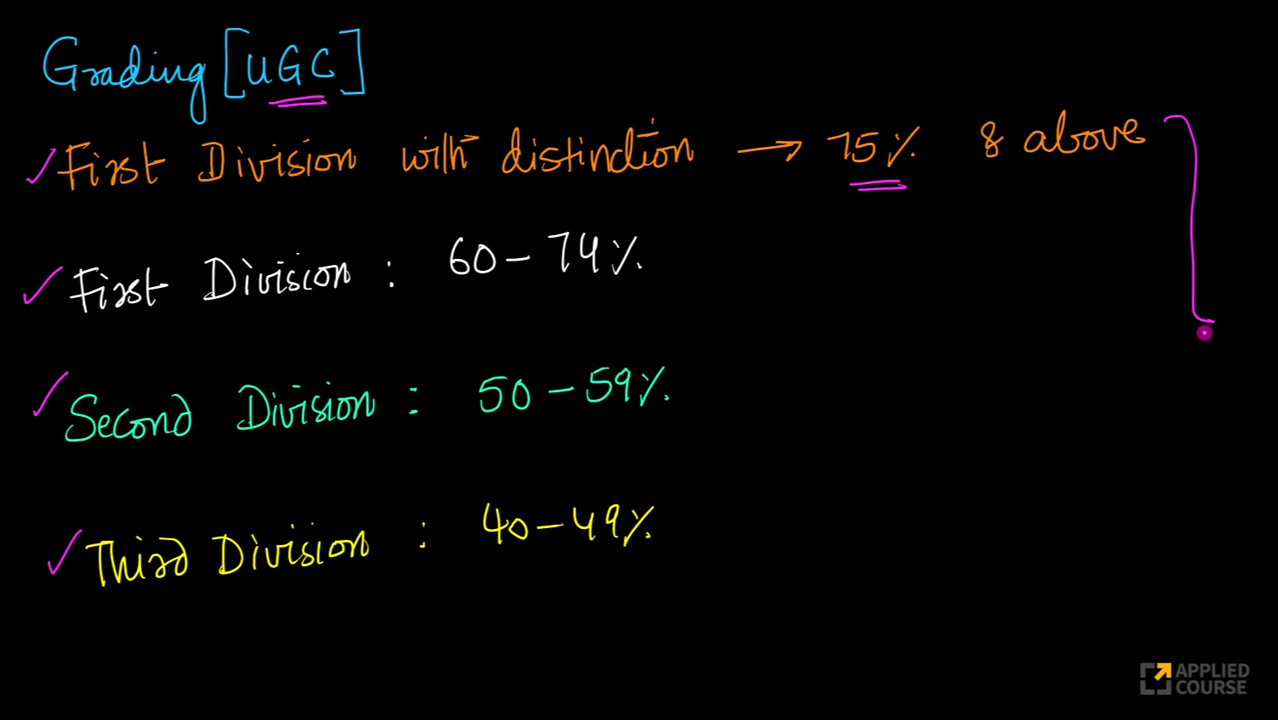 Grading [UGC]
First Division with distinction → 75% & above
First Division : 60 - 74%
Second Division : 50 - 59%
Third Division : 40 - 49%
APPLIED
COURSE